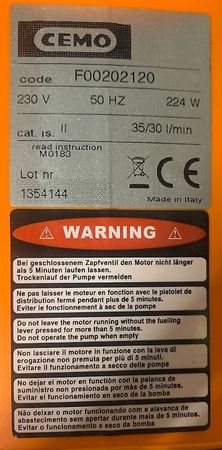 CEMO
code F00202120
230 V 50 HZ 224 W
cat. is. II 35/30 l/min
read instruction
M0183
Lot nr
1354144
CE
Made in italy
WARNING
Bei geschlossenem Zapfventil den Motor nicht länger
als 5 Minuten laufen lassen.
Trockenlauf der Pumpe vermelden
Ne pas laisser le moteur en fonction avec le pistolet de
distribution fermé pendant plus de 5 minutes.
Eviter le fonctionnement à sec de la pompe
Do not leave the motor running without the fuelling
lever pressed for more than 5 minutes.
Do not operate the pump when empty
Non lasciare il motore in funzione con la leva di
erogazione non premuta per più di 5 minuti.
Evitare il funzionamento a secco della pompa
No dejar el motor en función con la palanca de
suministro non presionada por màs de 5 minutos.
Evitar el funcionamiento en seco de la bomba
Não deixar o motor funcionando com a alavanca de
abastecimento sem apertar durante mais de 5 minutos.
Evitar o funcionamento a seco da bomba